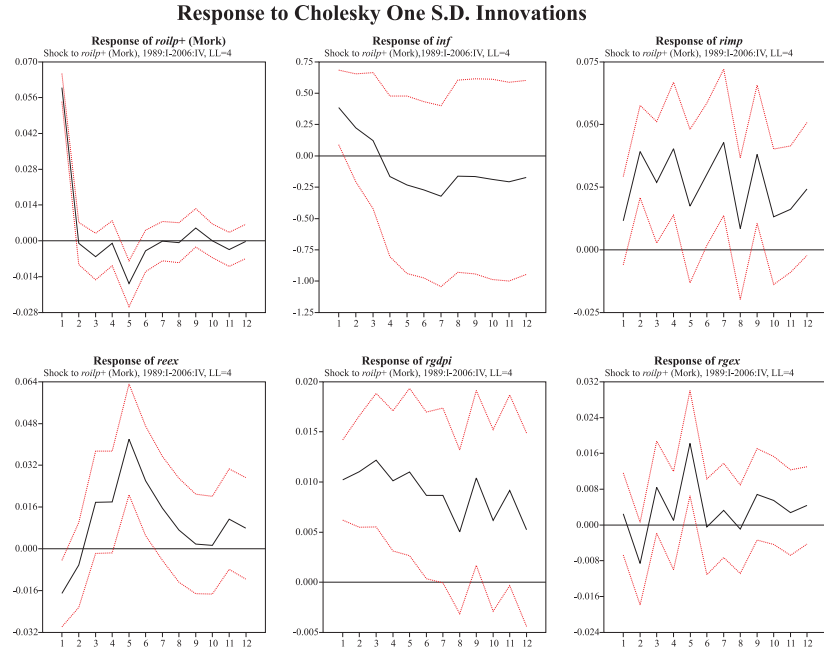 Response to Cholesky One S.D. Innovations
Response of roilp+ (Mork)
Shock to roilp+ (Mork), 1989:I-2006:IV, LL=4
0.070
0.056
0.042
0.028
0.014
0.000
-0.014
-0.028
1 2 3 4 5 6 7 8 9 10 11 12
Response of inf
Shock to roilp+ (Mork),1989:I-2006:IV, LL=4
0.75
0.50
0.25
0.00
-0.25
-0.50
-0.75
-1.00
-1.25
1 2 3 4 5 6 7 8 9 10 11 12
Response of rimp
Shock to roilp+ (Mork), 1989:I-2006:IV, LL=4
0.075
0.050
0.025
0.000
-0.025
1 2 3 4 5 6 7 8 9 10 11 12
Response of reex
Shock to roilp+ (Mork), 1989:I-2006:IV, LL=4
0.064
0.048
0.032
0.016
0.000
-0.016
-0.032
1 2 3 4 5 6 7 8 9 10 11 12
Response of rgdpi
Shock to roilp+ (Mork), 1989:I-2006:IV, LL=4
0.020
0.015
0.010
0.005
0.000
-0.005
1 2 3 4 5 6 7 8 9 10 11 12
Response of rgex
Shock to roilp+ (Mork), 1989:I-2006:IV, LL=4
0.032
0.024
0.016
0.008
0.000
-0.008
-0.016
-0.024
1 2 3 4 5 6 7 8 9 10 11 12